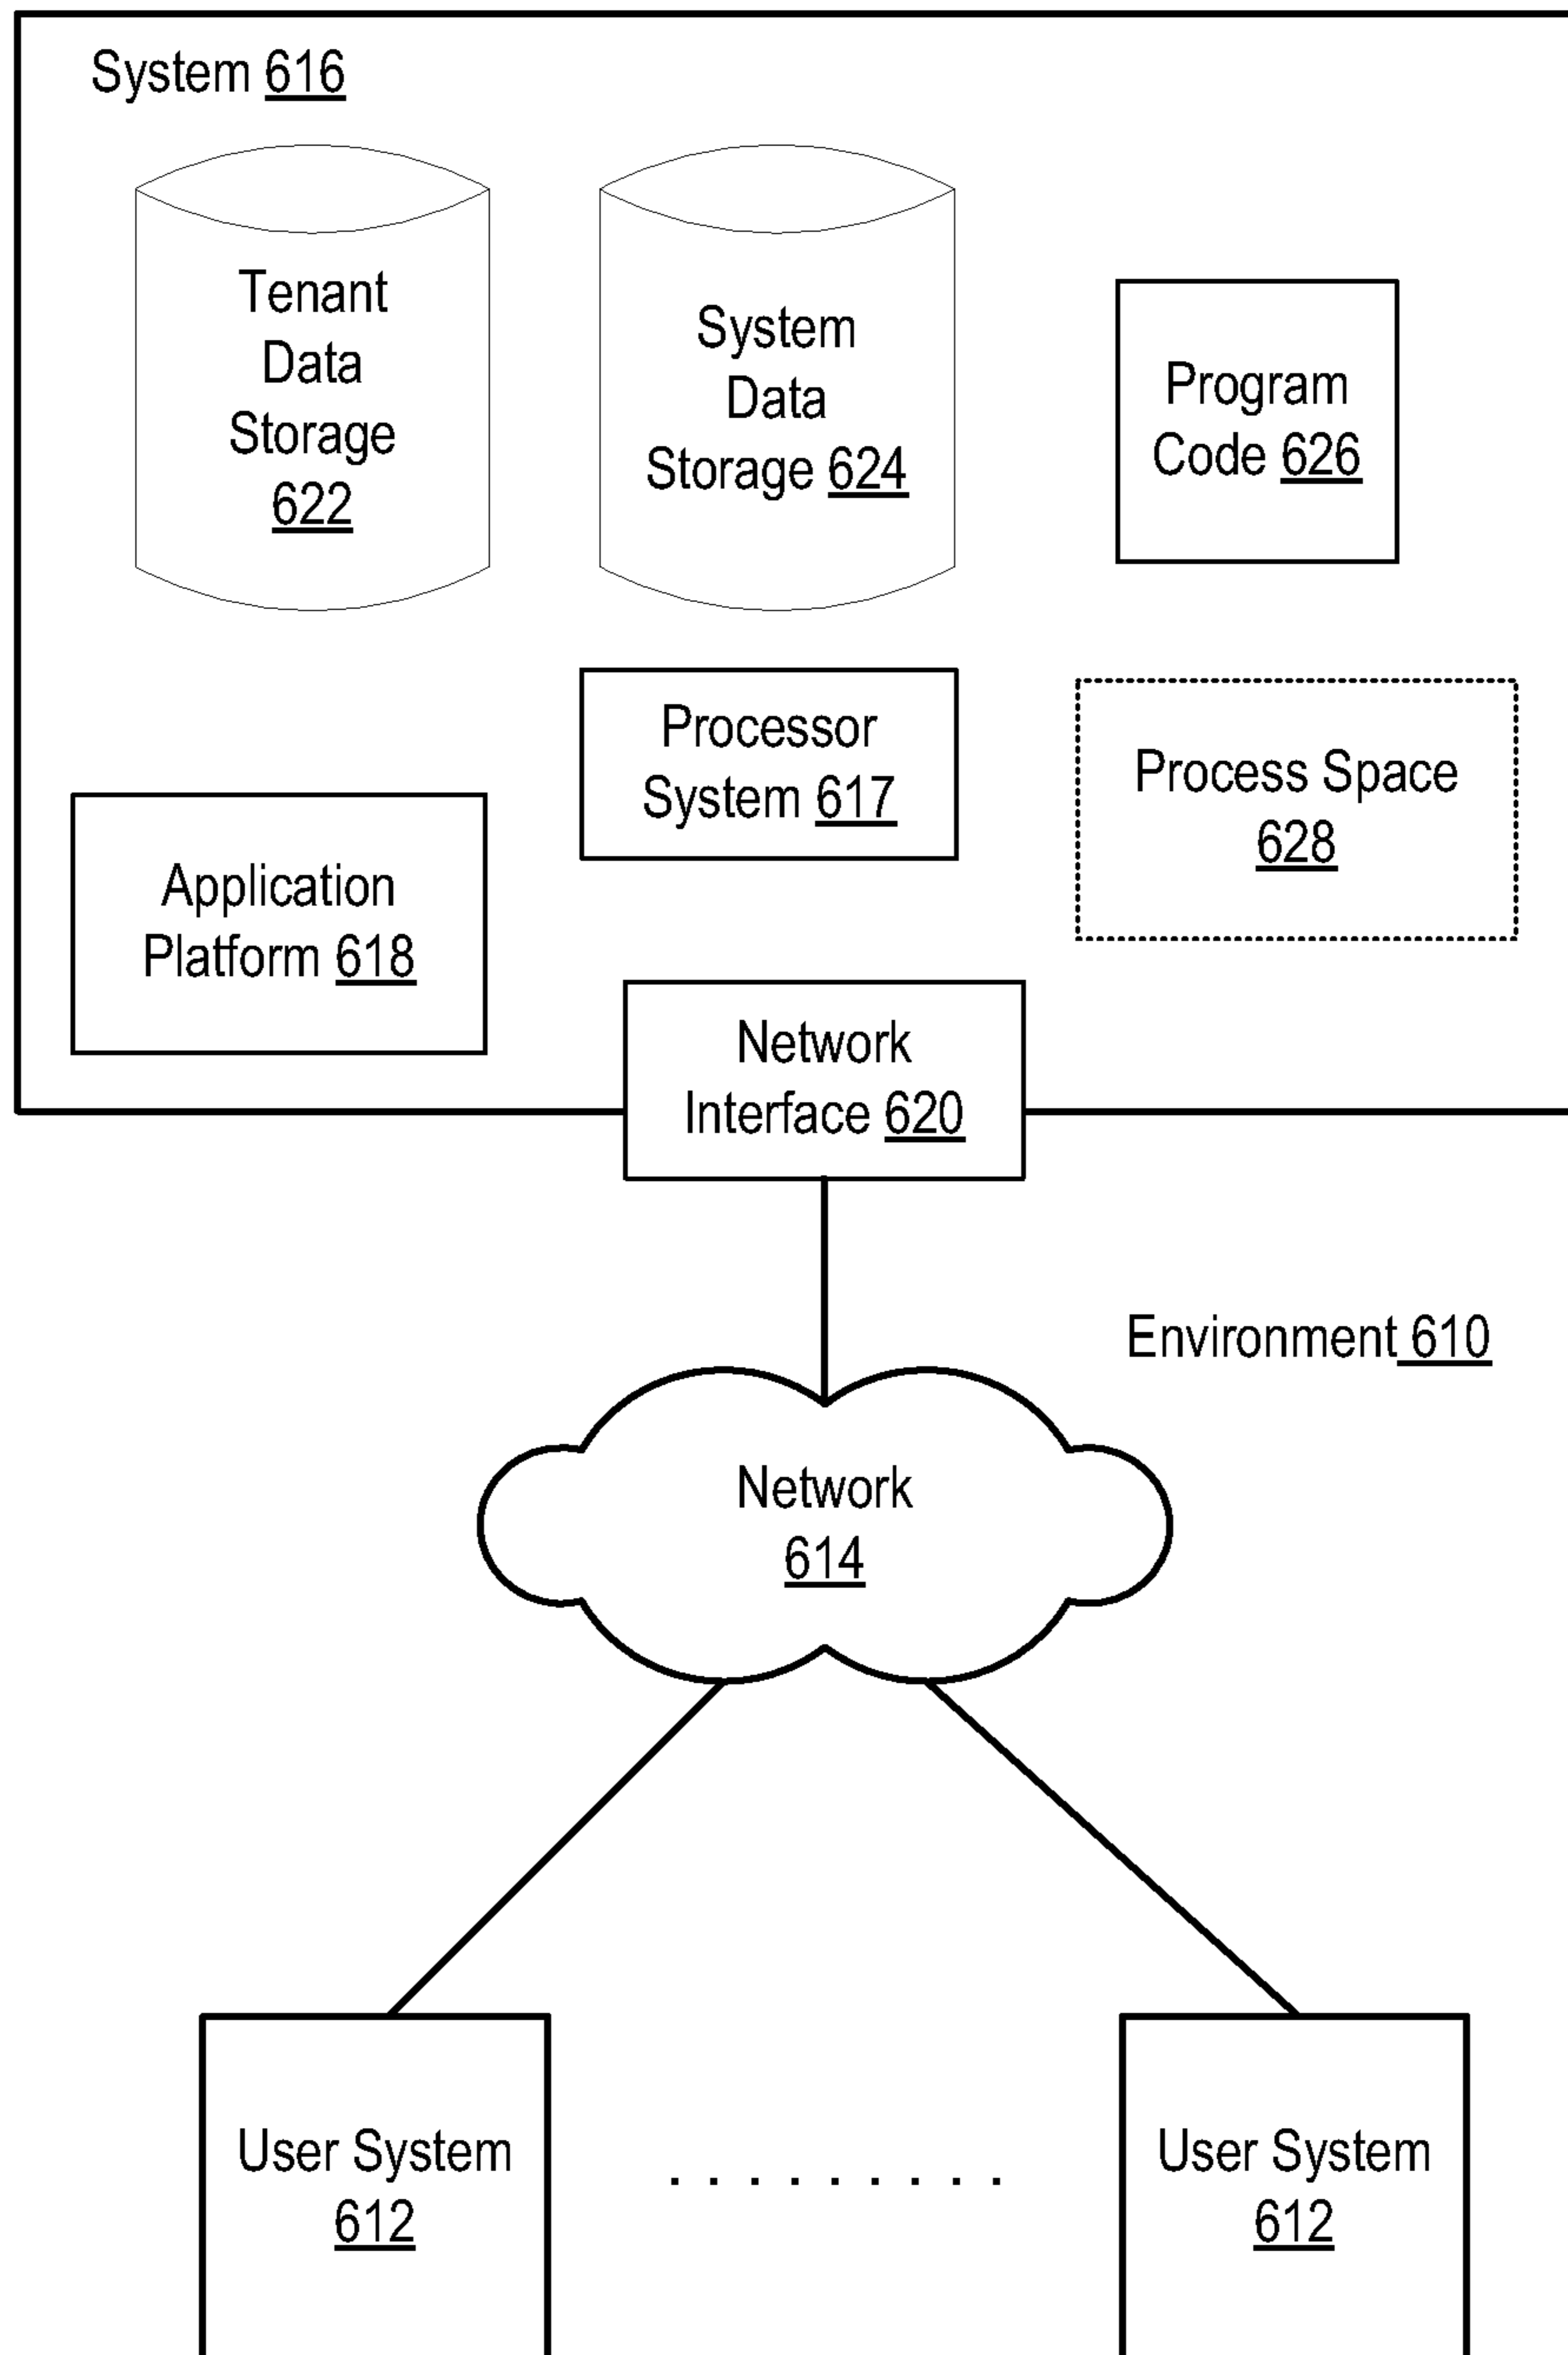 System 616
Tenant
Data
Storage
622
System
Data
Storage 624
Program
Code 626
Processor
System 617
Process Space
628
Application
Platform 618
Network
Interface 620
Environment 610
Network
614
User System
612
. . . . . . . . .
User System
612